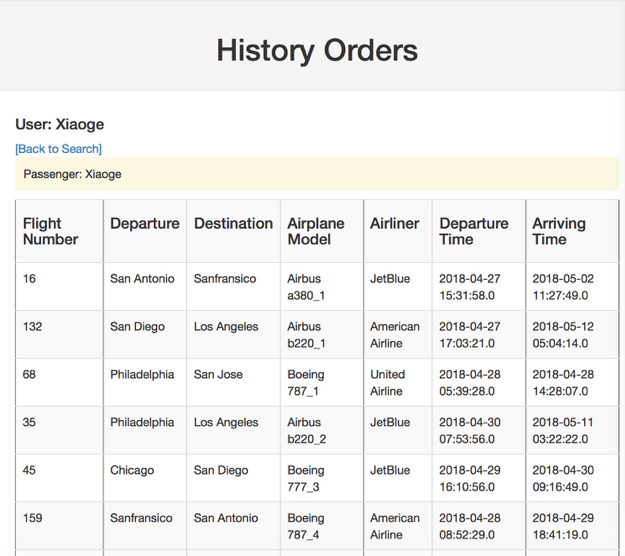 History Orders
User: Xiaoge
[Back to Search]
Passenger: Xiaoge
Flight Number Departure Destination Airplane Model Airliner Departure Time Arriving Time
16 San Antonio Sanfransico Airbus a380_1 JetBlue 2018-04-27 15:31:58.0 2018-05-02 11:27:49.0
132 San Diego Los Angeles Airbus b220_1 American Airline 2018-04-27 17:03:21.0 2018-05-12 05:04:14.0
68 Philadelphia San Jose Boeing 787_1 United Airline 2018-04-28 05:39:28.0 2018-04-28 14:28:07.0
35 Philadelphia Los Angeles Airbus b220_2 JetBlue 2018-04-30 07:53:56.0 2018-05-11 03:22:22.0
45 Chicago San Diego Boeing 777_3 JetBlue 2018-04-29 16:10:56.0 2018-04-30 09:16:49.0
159 Sanfransico San Antonio Boeing 787_4 American Airline 2018-04-28 08:52:29.0 2018-04-29 18:41:19.0